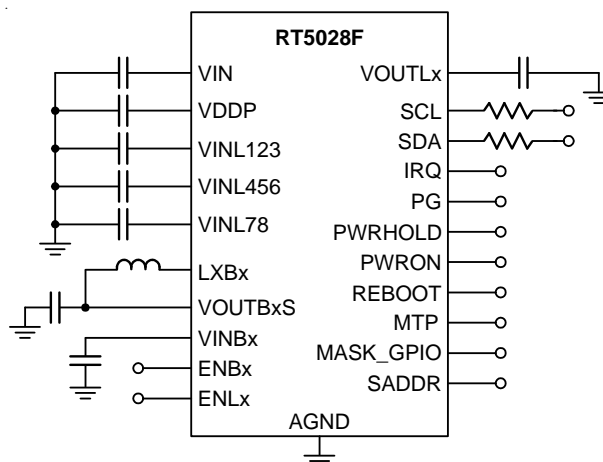 RT5028F
VIN
VDDP
VINL123
VINL456
VINL78
LXBx
VOUTBxS
VINBx
ENBx
ENLx
VOUTLx
SCL
SDA
IRQ
PG
PWRHOLD
PWRON
REBOOT
MTP
MASK_GPIO
SADDR
AGND